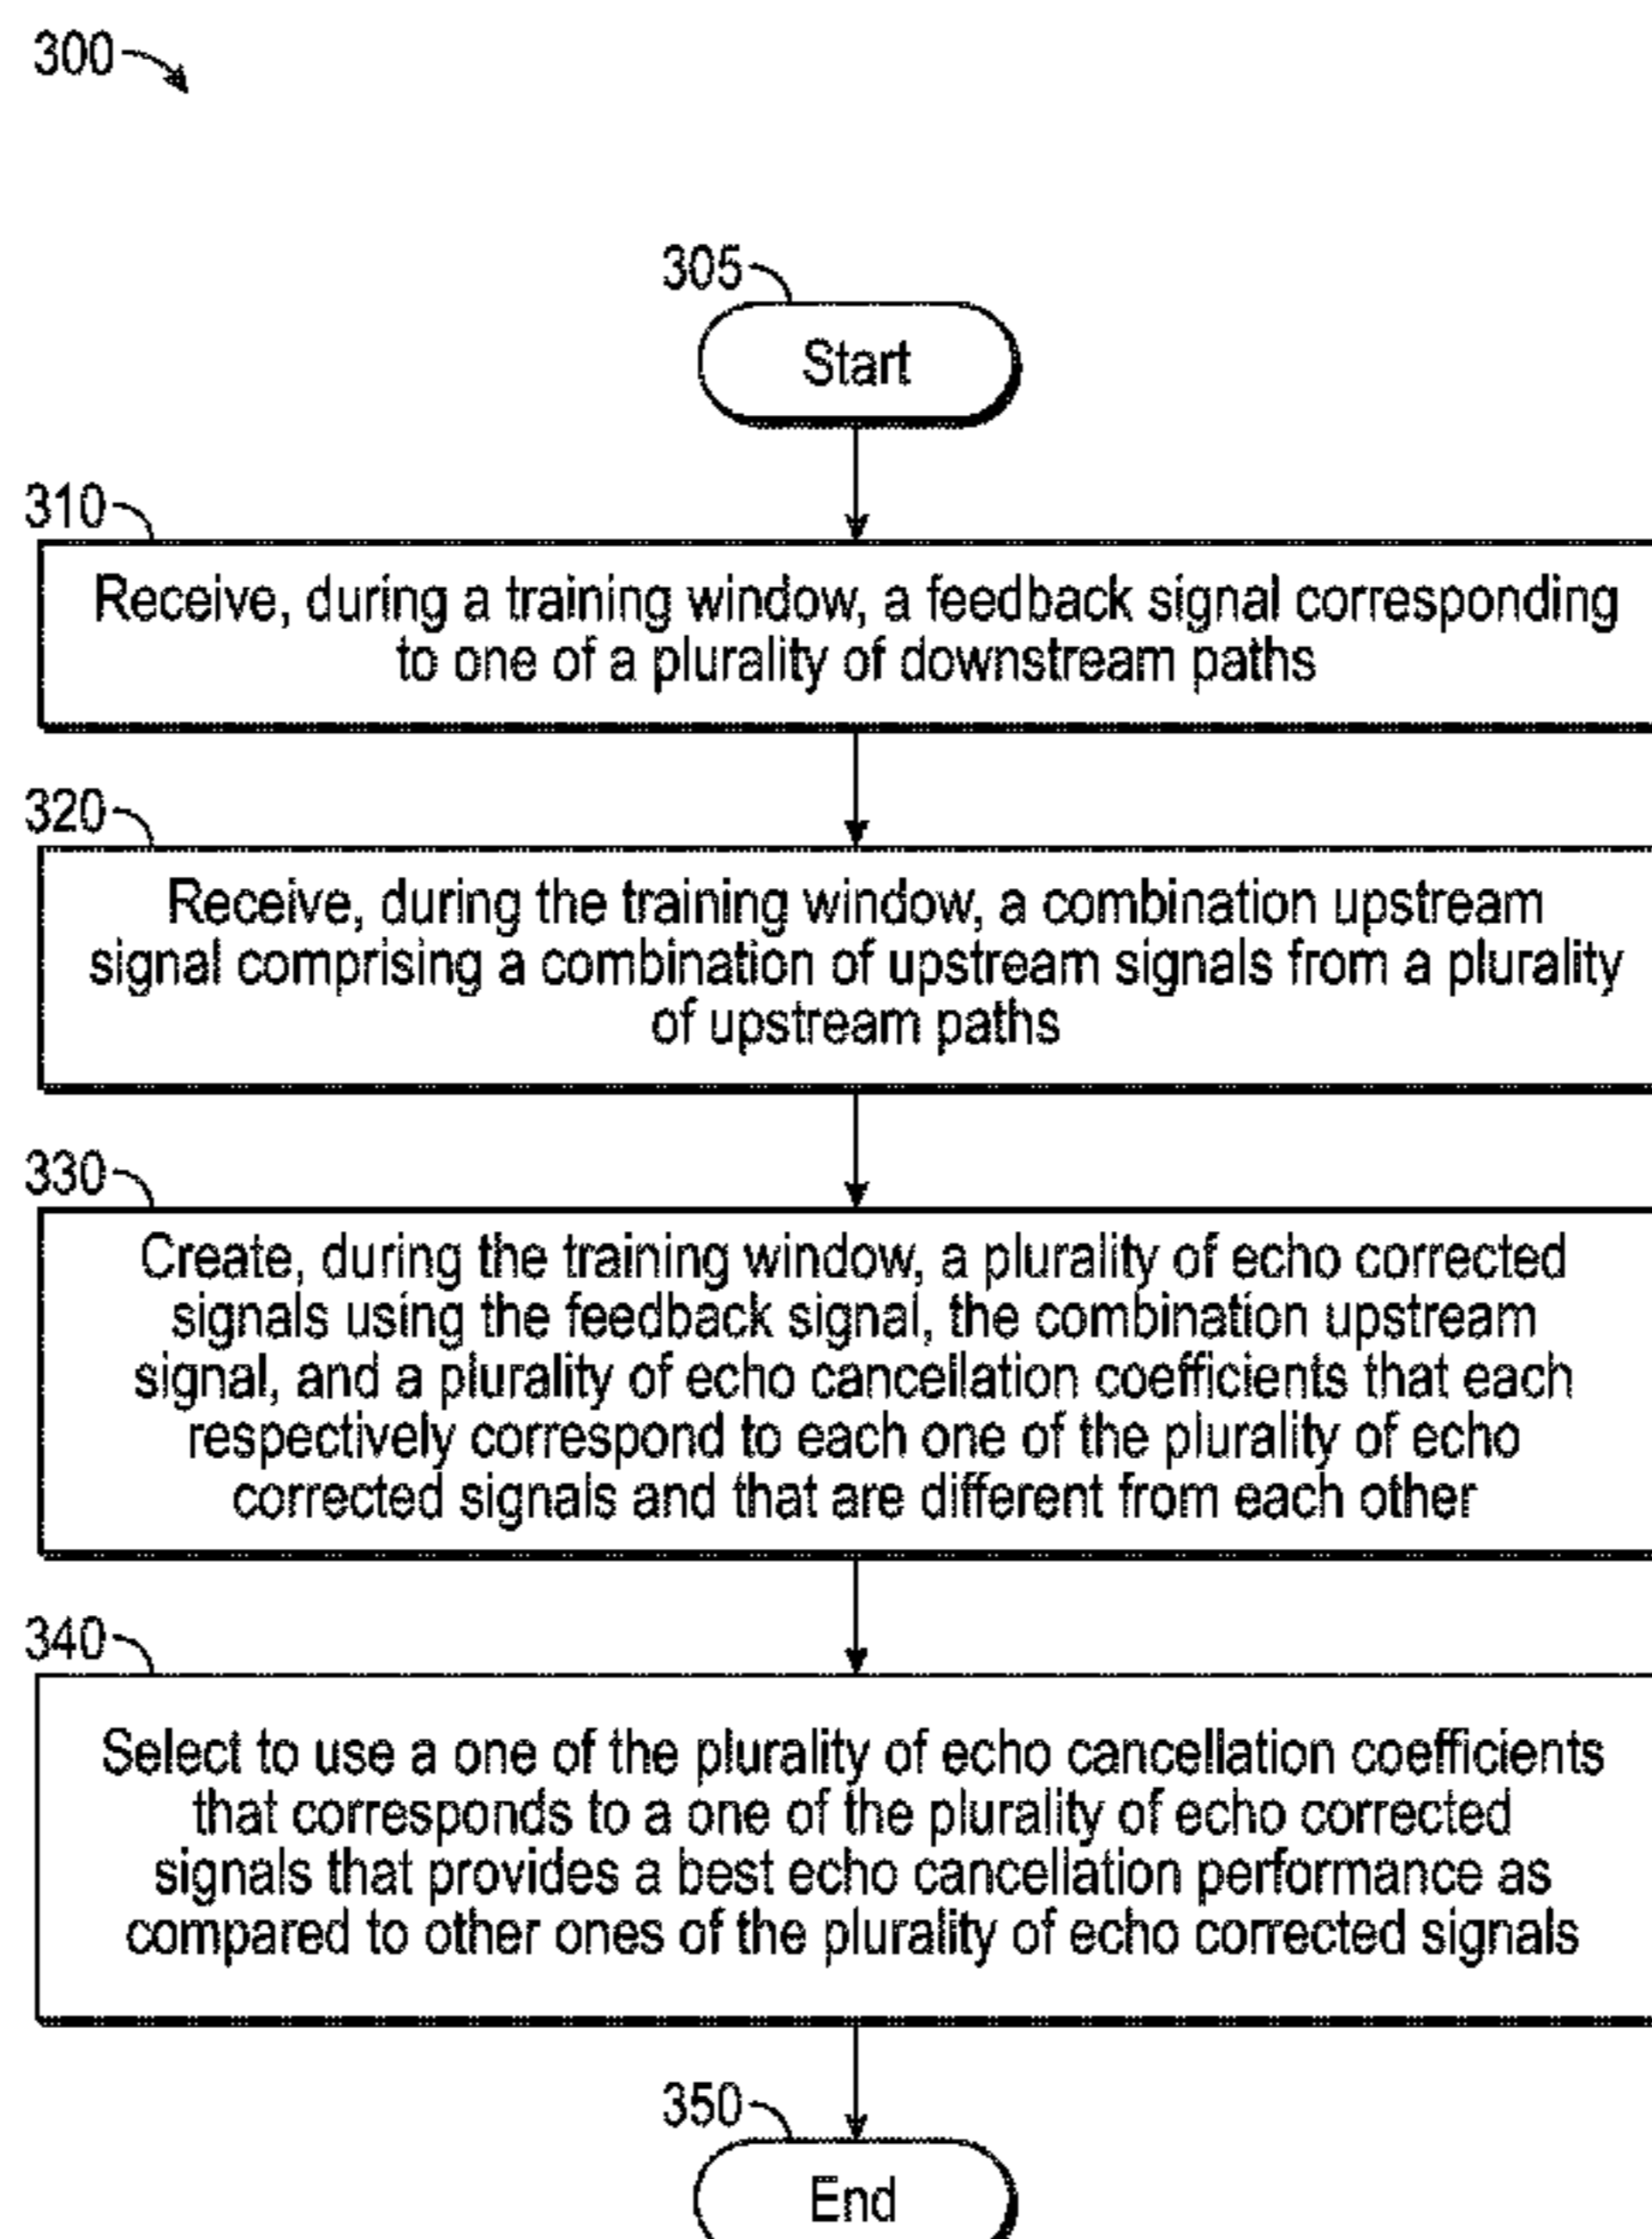 300
305
Start
310
Receive, during a training window, a feedback signal corresponding
to one of a plurality of downstream paths
320
Receive, during the training window, a combination upstream
signal comprising a combination of upstream signals from a plurality
of upstream paths
330
Create, during the training window, a plurality of echo corrected
signals using the feedback signal, the combination upstream
signal, and a plurality of echo cancellation coefficients that each
respectively correspond to each one of the plurality of echo
corrected signals and that are different from each other
340
Select to use a one of the plurality of echo cancellation coefficients
that corresponds to a one of the plurality of echo corrected
signals that provides a best echo cancellation performance as
compared to other ones of the plurality of echo corrected signals
350
End